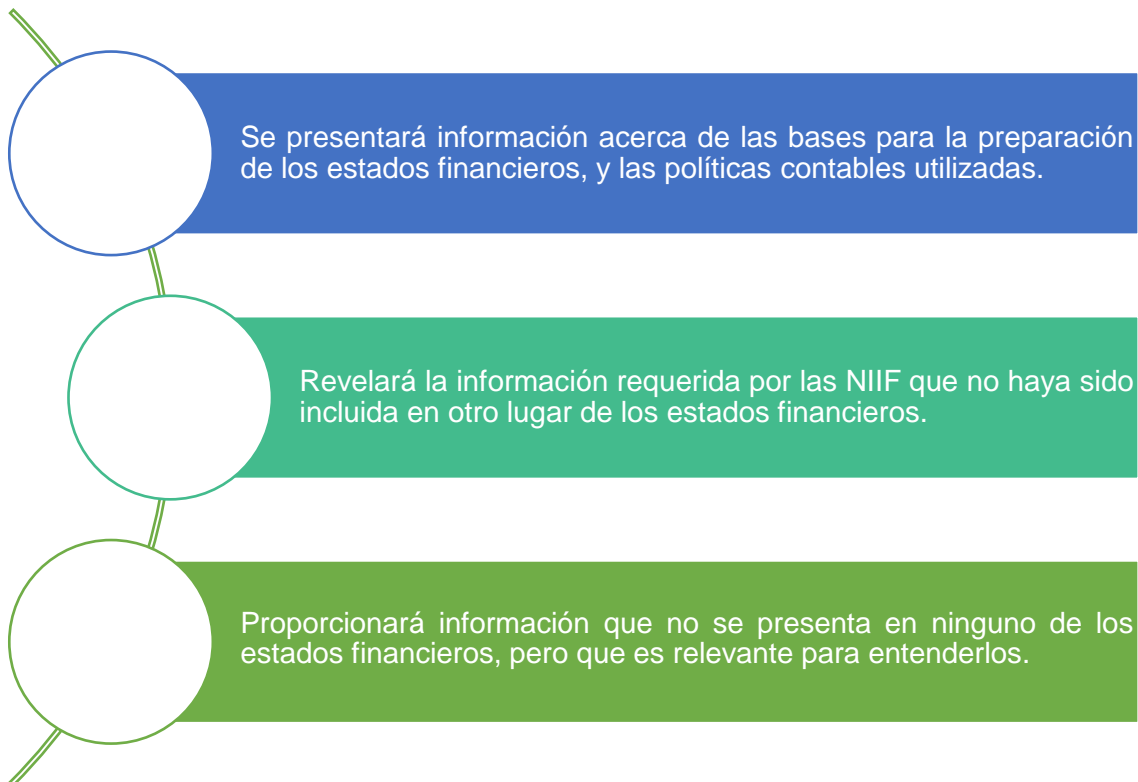 Se presentará información acerca de las bases para la preparación
de los estados financieros, y las políticas contables utilizadas.
Revelará la información requerida por las NIIF que no haya sido
incluida en otro lugar de los estados financieros.
Proporcionará información que no se presenta en ninguno de los
estados financieros, pero que es relevante para entenderlos.